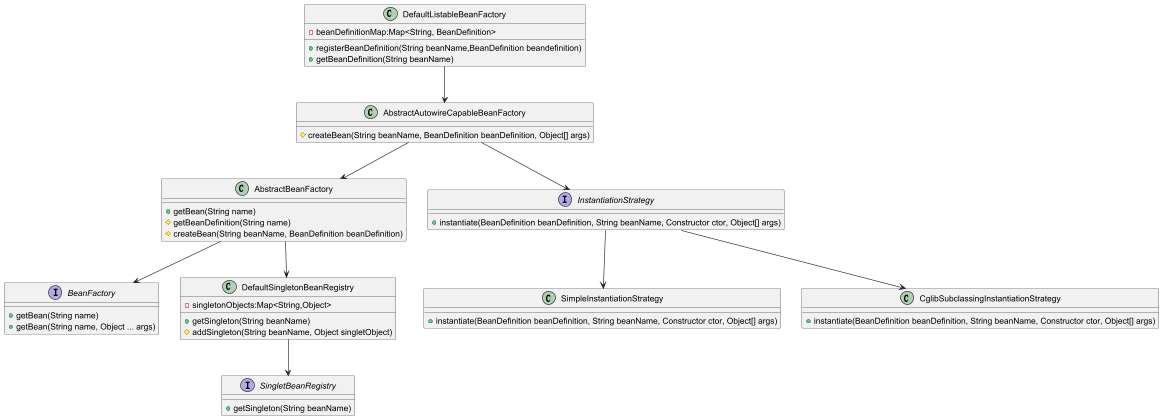 C DefaultListableBeanFactory
beanDefinitionMap:Map<String, BeanDefinition>
registerBeanDefinition(String beanName,BeanDefinition beandefinition)
getBeanDefinition(String beanName)
C AbstractAutowireCapableBeanFactory
createBean(String beanName, BeanDefinition beanDefinition, Object[] args)
C AbstractBeanFactory
getBean(String name)
getBeanDefinition(String name)
createBean(String beanName, BeanDefinition beanDefinition)
I InstantiationStrategy
instantiate(BeanDefinition beanDefinition, String beanName, Constructor ctor, Object[] args)
I BeanFactory
getBean(String name)
getBean(String name, Object ... args)
C DefaultSingletonBeanRegistry
singletonObjects:Map<String,Object>
getSingleton(String beanName)
addSingleton(String beanName, Object singletObject)
C SimpleInstantiationStrategy
instantiate(BeanDefinition beanDefinition, String beanName, Constructor ctor, Object[] args)
C CglibSubclassingInstantiationStrategy
instantiate(BeanDefinition beanDefinition, String beanName, Constructor ctor, Object[] args)
I SingletBeanRegistry
getSingleton(String beanName)